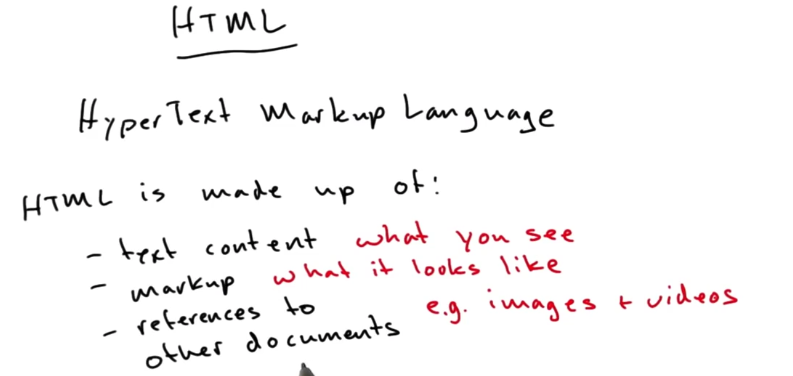 HTML
HyperText Markup Language
HTML is made up of:
- text content what you see
- markup what it looks like
- references to e.g. images + videos
other documents